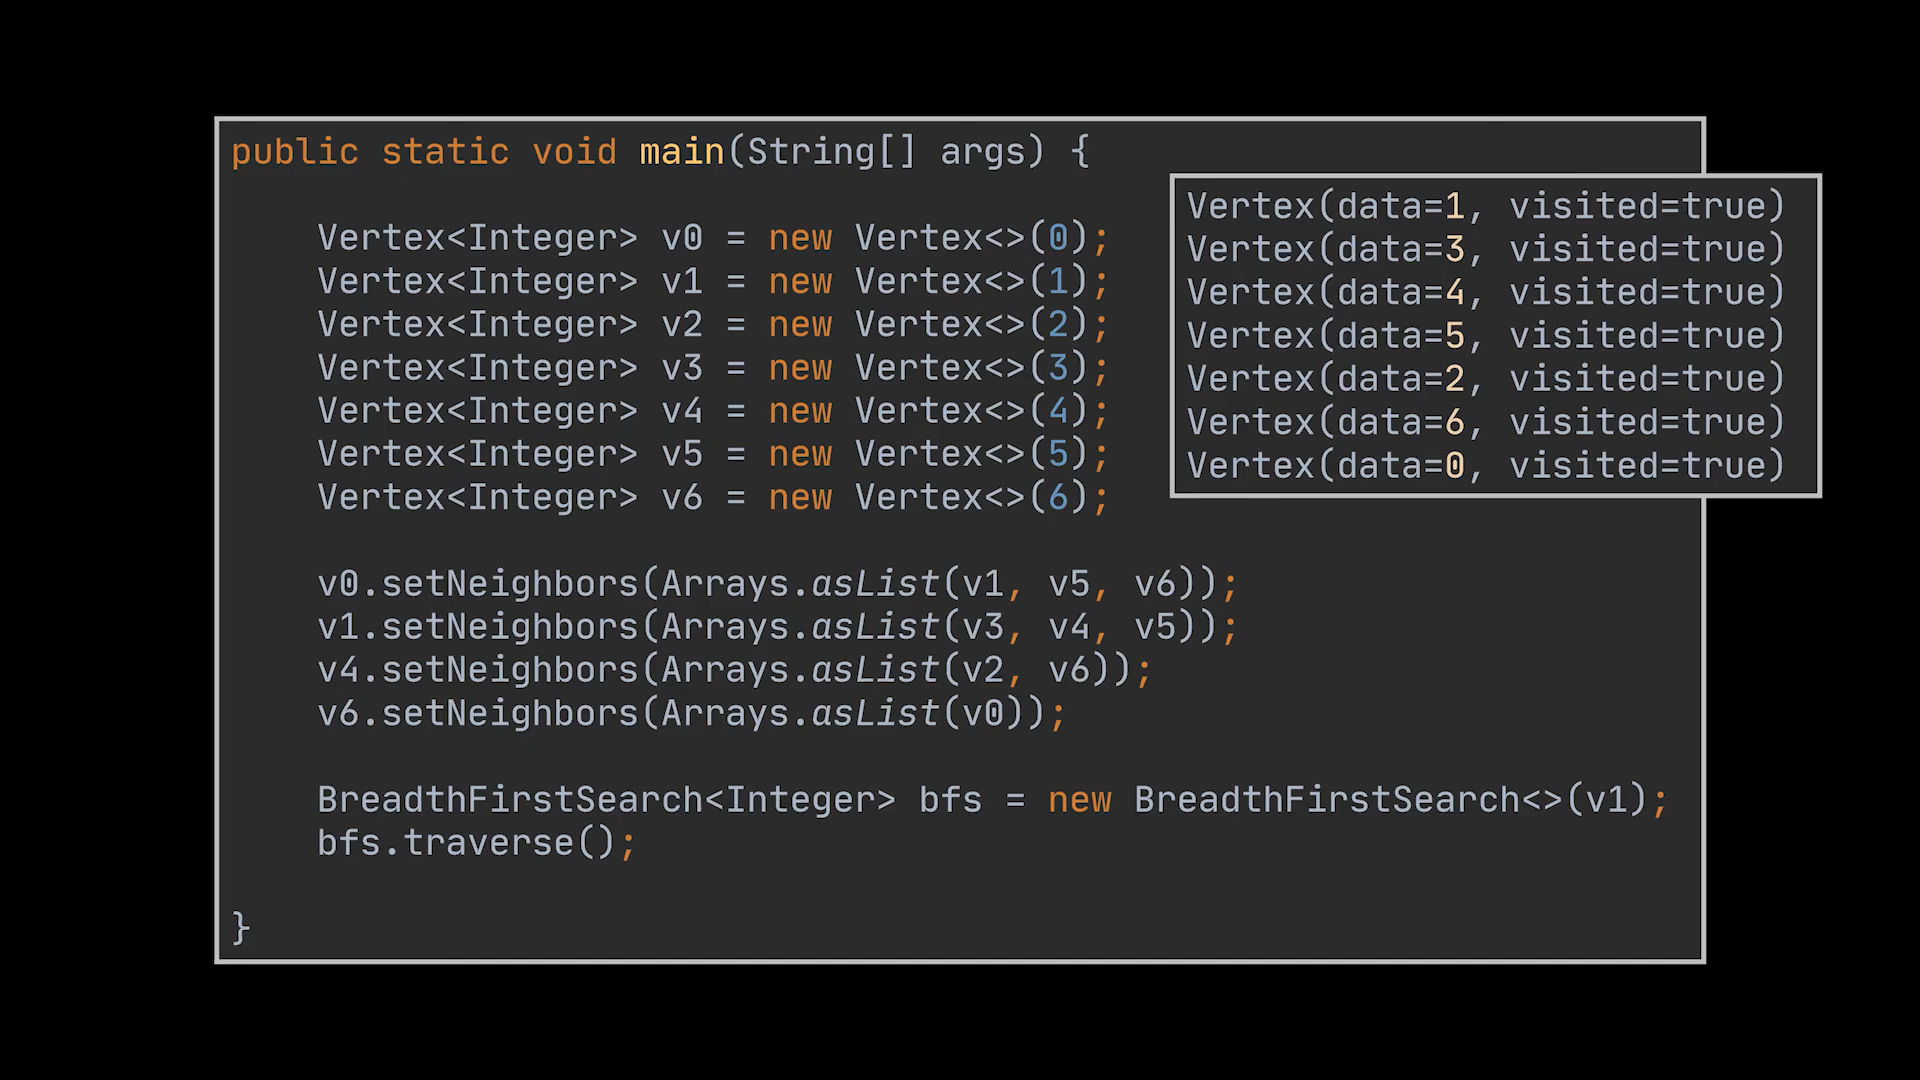 public static void main(String[] args) {
Vertex<Integer> v0 = new Vertex<>(0);
Vertex<Integer> v1 = new Vertex<>(1);
Vertex<Integer> v2 = new Vertex<>(2);
Vertex<Integer> v3 = new Vertex<>(3);
Vertex<Integer> v4 = new Vertex<>(4);
Vertex<Integer> v5 = new Vertex<>(5);
Vertex<Integer> v6 = new Vertex<>(6);
v0.setNeighbors(Arrays.asList(v1, v5, v6));
v1.setNeighbors(Arrays.asList(v3, v4, v5));
v4.setNeighbors(Arrays.asList(v2, v6));
v6.setNeighbors(Arrays.asList(v0));
BreadthFirstSearch<Integer> bfs = new BreadthFirstSearch<>(v1);
bfs.traverse();
}
Vertex(data=1, visited=true)
Vertex(data=3, visited=true)
Vertex(data=4, visited=true)
Vertex(data=5, visited=true)
Vertex(data=2, visited=true)
Vertex(data=6, visited=true)
Vertex(data=0, visited=true)